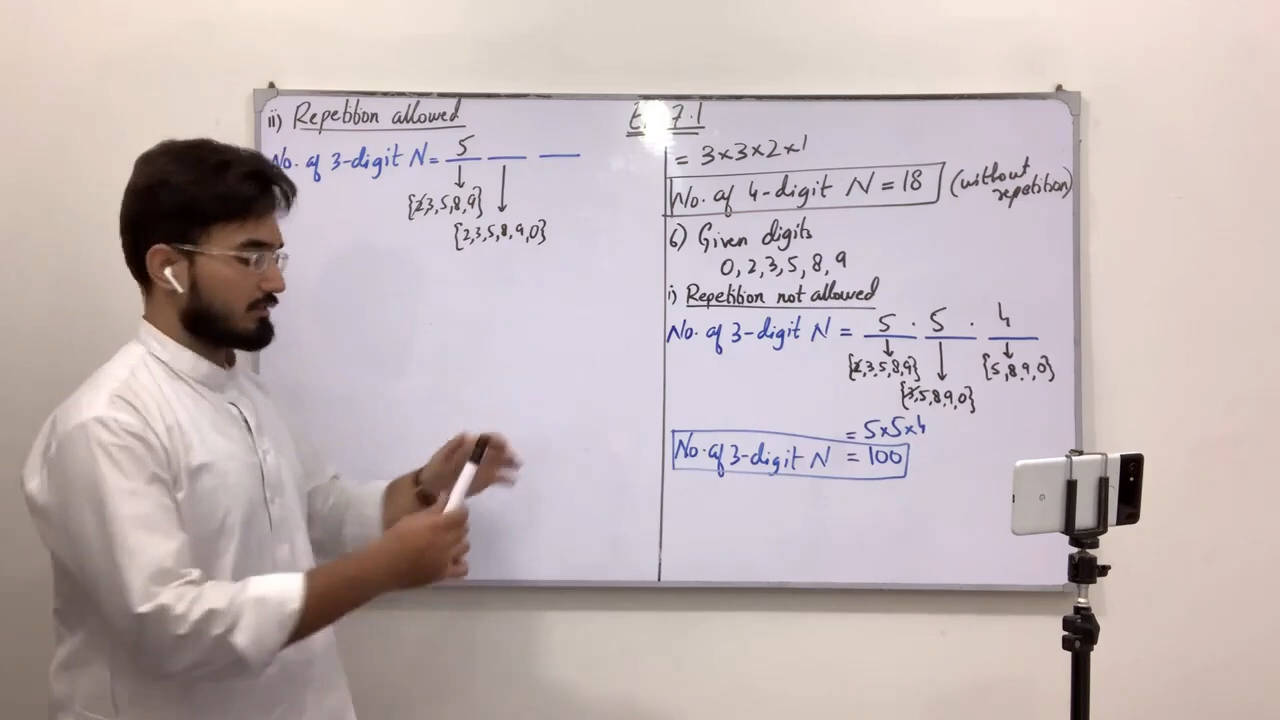 ii) Repetition allowed
No. of 3-digit N = 5 __ __
{2,3,5,8,9}
{2,3,5,8,9,0}
7.1
= 3×3×2×1
No. of 4-digit N = 18 (without repetition)
6) Given digits
0, 2, 3, 5, 8, 9
i) Repetition not allowed
No. of 3-digit N = 5 . 5 . 4
{2,3,5,8,9} {5,8,9,0}
{3,5,8,9,0}
= 5×5×4
No. of 3-digit N = 100